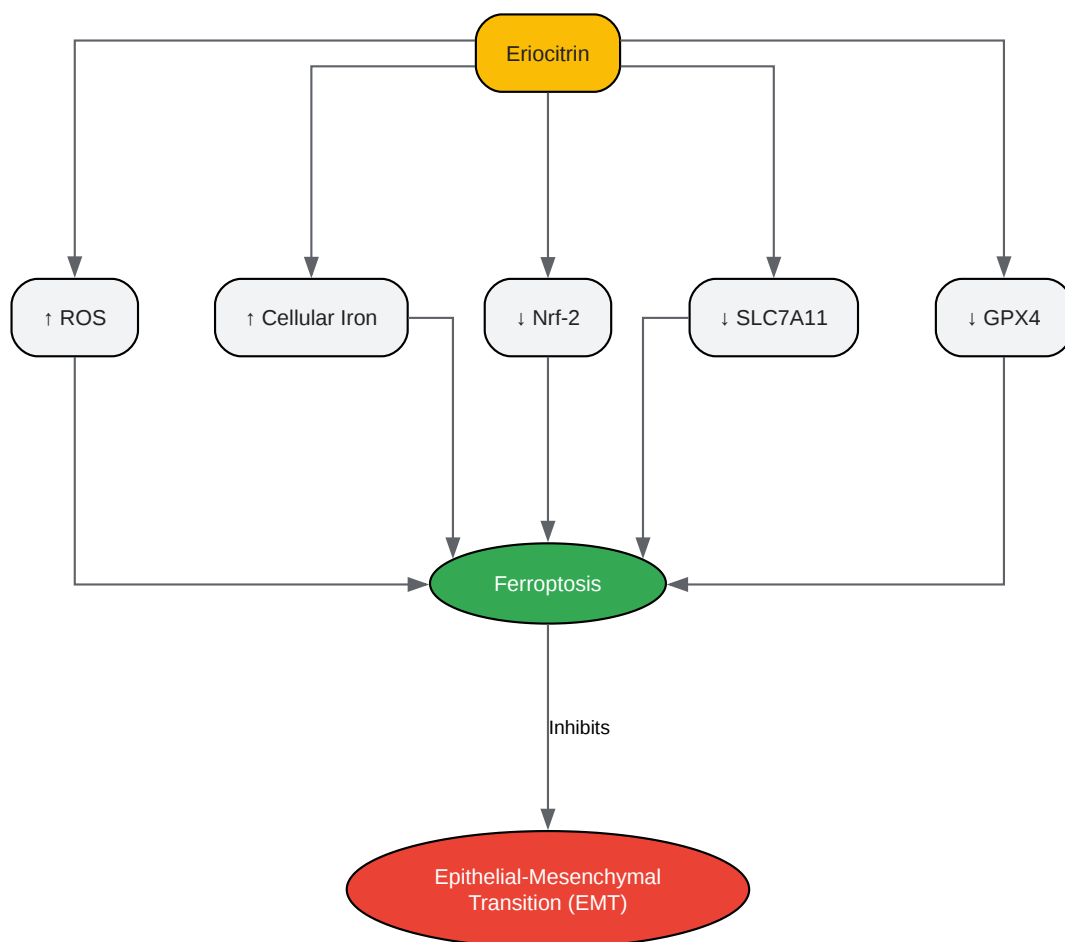 Eriocitrin
↑ ROS
↑ Cellular Iron
↓ Nrf-2
↓ SLC7A11
↓ GPX4
Ferroptosis
Inhibits
Epithelial-Mesenchymal
Transition (EMT)